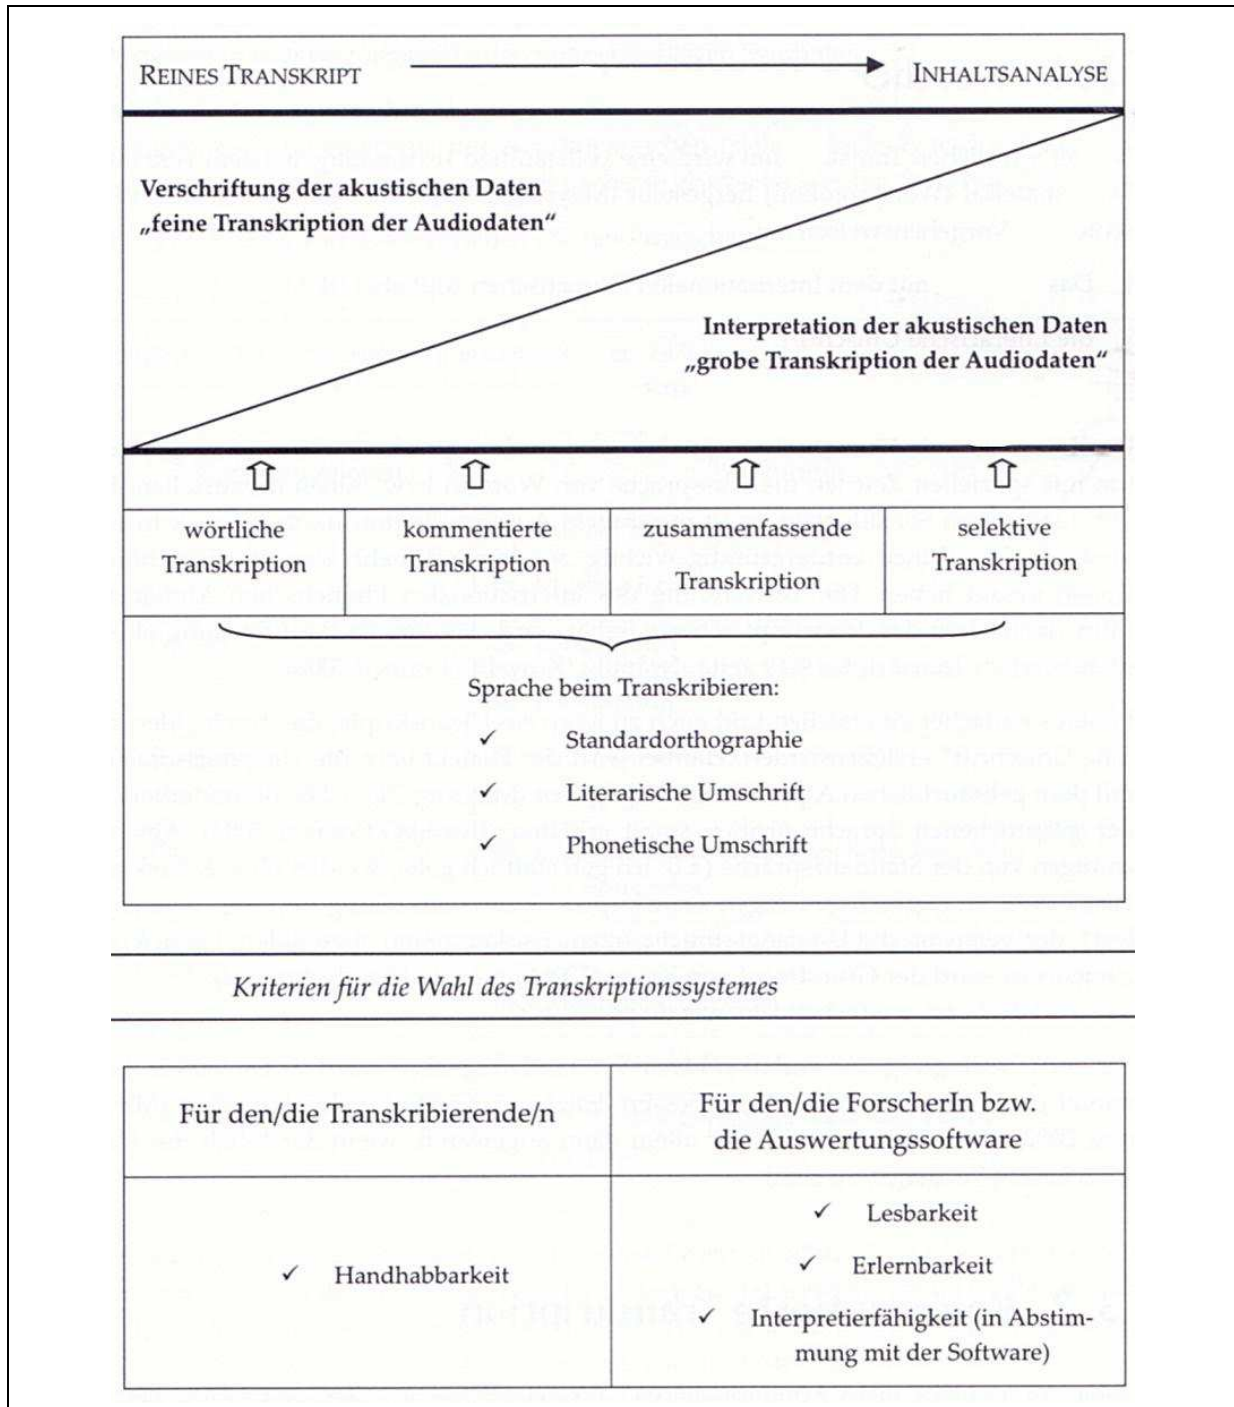 REINES TRANSKRIPT INHALTSANALYSE
Verschriftung der akustischen Daten
„feine Transkription der Audiodaten“
Interpretation der akustischen Daten
„grobe Transkription der Audiodaten“
wörtliche Transkription
kommentierte Transkription
zusammenfassende Transkription
selektive Transkription
Sprache beim Transkribieren:
✓ Standardorthographie
✓ Literarische Umschrift
✓ Phonetische Umschrift
Kriterien für die Wahl des Transkriptionssystemes
Für den/die Transkribierende/n
Für den/die ForscherIn bzw.
die Auswertungssoftware
✓ Handhabbarkeit
✓ Lesbarkeit
✓ Erlernbarkeit
✓ Interpretierfähigkeit (in Abstim-
mung mit der Software)